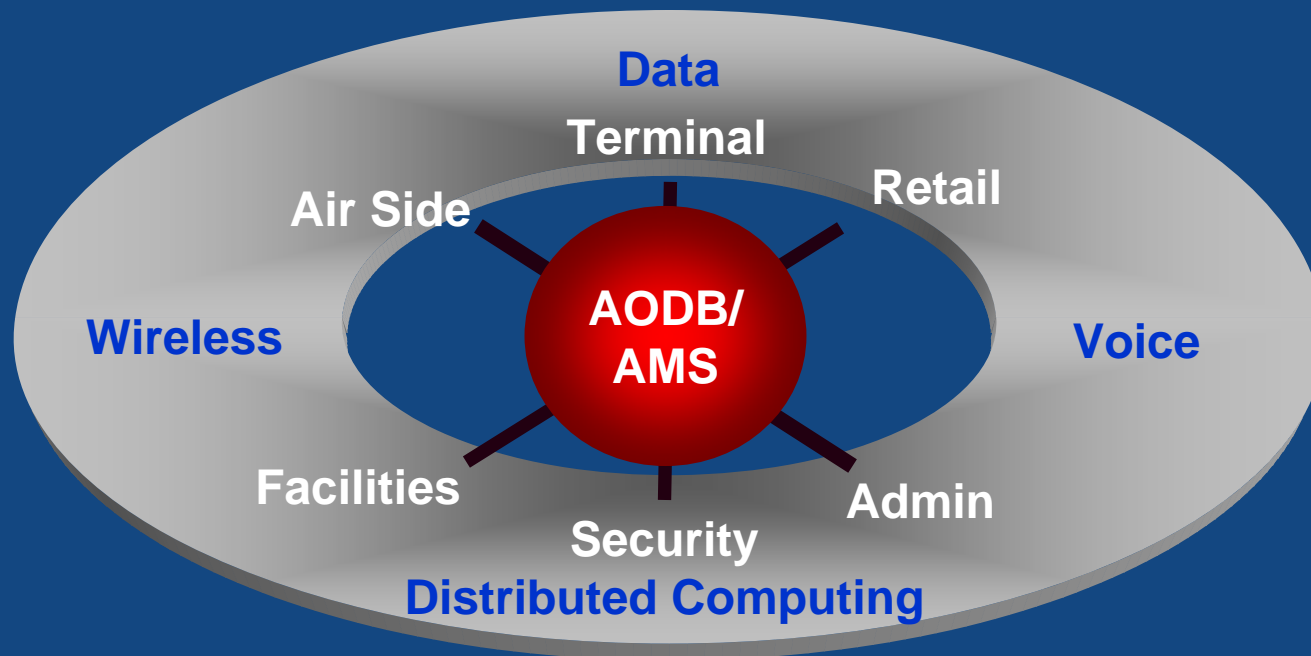 Data
Terminal
Retail
Air Side
AODB/
AMS
Wireless
Voice
Facilities
Admin
Security
Distributed Computing